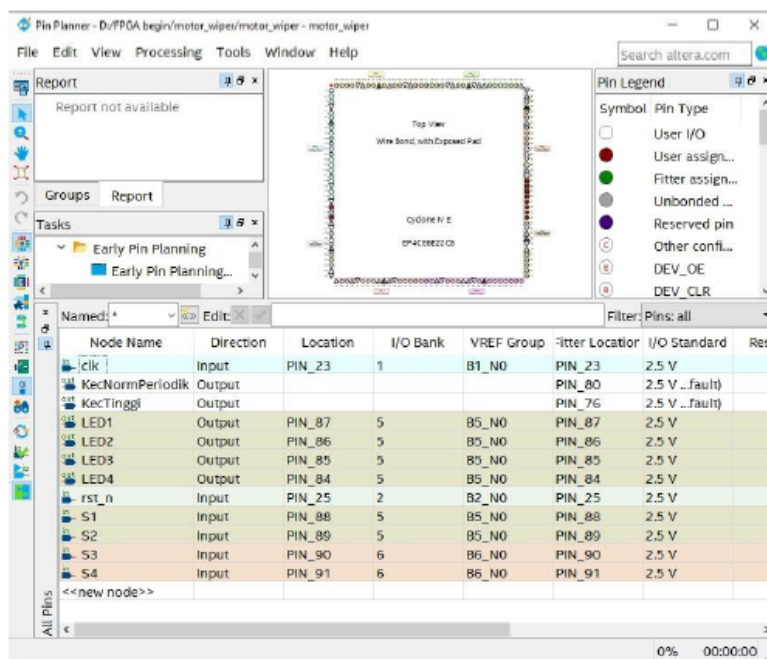 Pin Planner - D:/FPGA begin/motor_wiper/motor_wiper - motor_wiper
File Edit View Processing Tools Window Help
Search altera.com
Report
Report not available
Groups Report
Tasks
Early Pin Planning
Early Pin Planning...
Top View
Wire Bond, with Exposed Pad
Cyclone IV E
EP4CE6E22C8
Pin Legend
Symbol Pin Type
User I/O
User assign...
Fitter assign...
Unbonded ...
Reserved pin
Other confi...
DEV_OE
DEV_CLR
Named: * Edit: Filter: Pins: all
Node Name Direction Location I/O Bank VREF Group Fitter Location I/O Standard Res
clk Input PIN_23 1 B1_N0 PIN_23 2.5 V
KecNormPeriodik Output PIN_80 2.5 V ...fault)
KecTinggi Output PIN_76 2.5 V ...fault)
LED1 Output PIN_87 5 B5_N0 PIN_87 2.5 V
LED2 Output PIN_86 5 B5_N0 PIN_86 2.5 V
LED3 Output PIN_85 5 B5_N0 PIN_85 2.5 V
LED4 Output PIN_84 5 B5_N0 PIN_84 2.5 V
rst_n Input PIN_25 2 B2_N0 PIN_25 2.5 V
S1 Input PIN_88 5 B5_N0 PIN_88 2.5 V
S2 Input PIN_89 5 B5_N0 PIN_89 2.5 V
S3 Input PIN_90 6 B6_N0 PIN_90 2.5 V
S4 Input PIN_91 6 B6_N0 PIN_91 2.5 V
<<new node>>
All Pins
0% 00:00:00